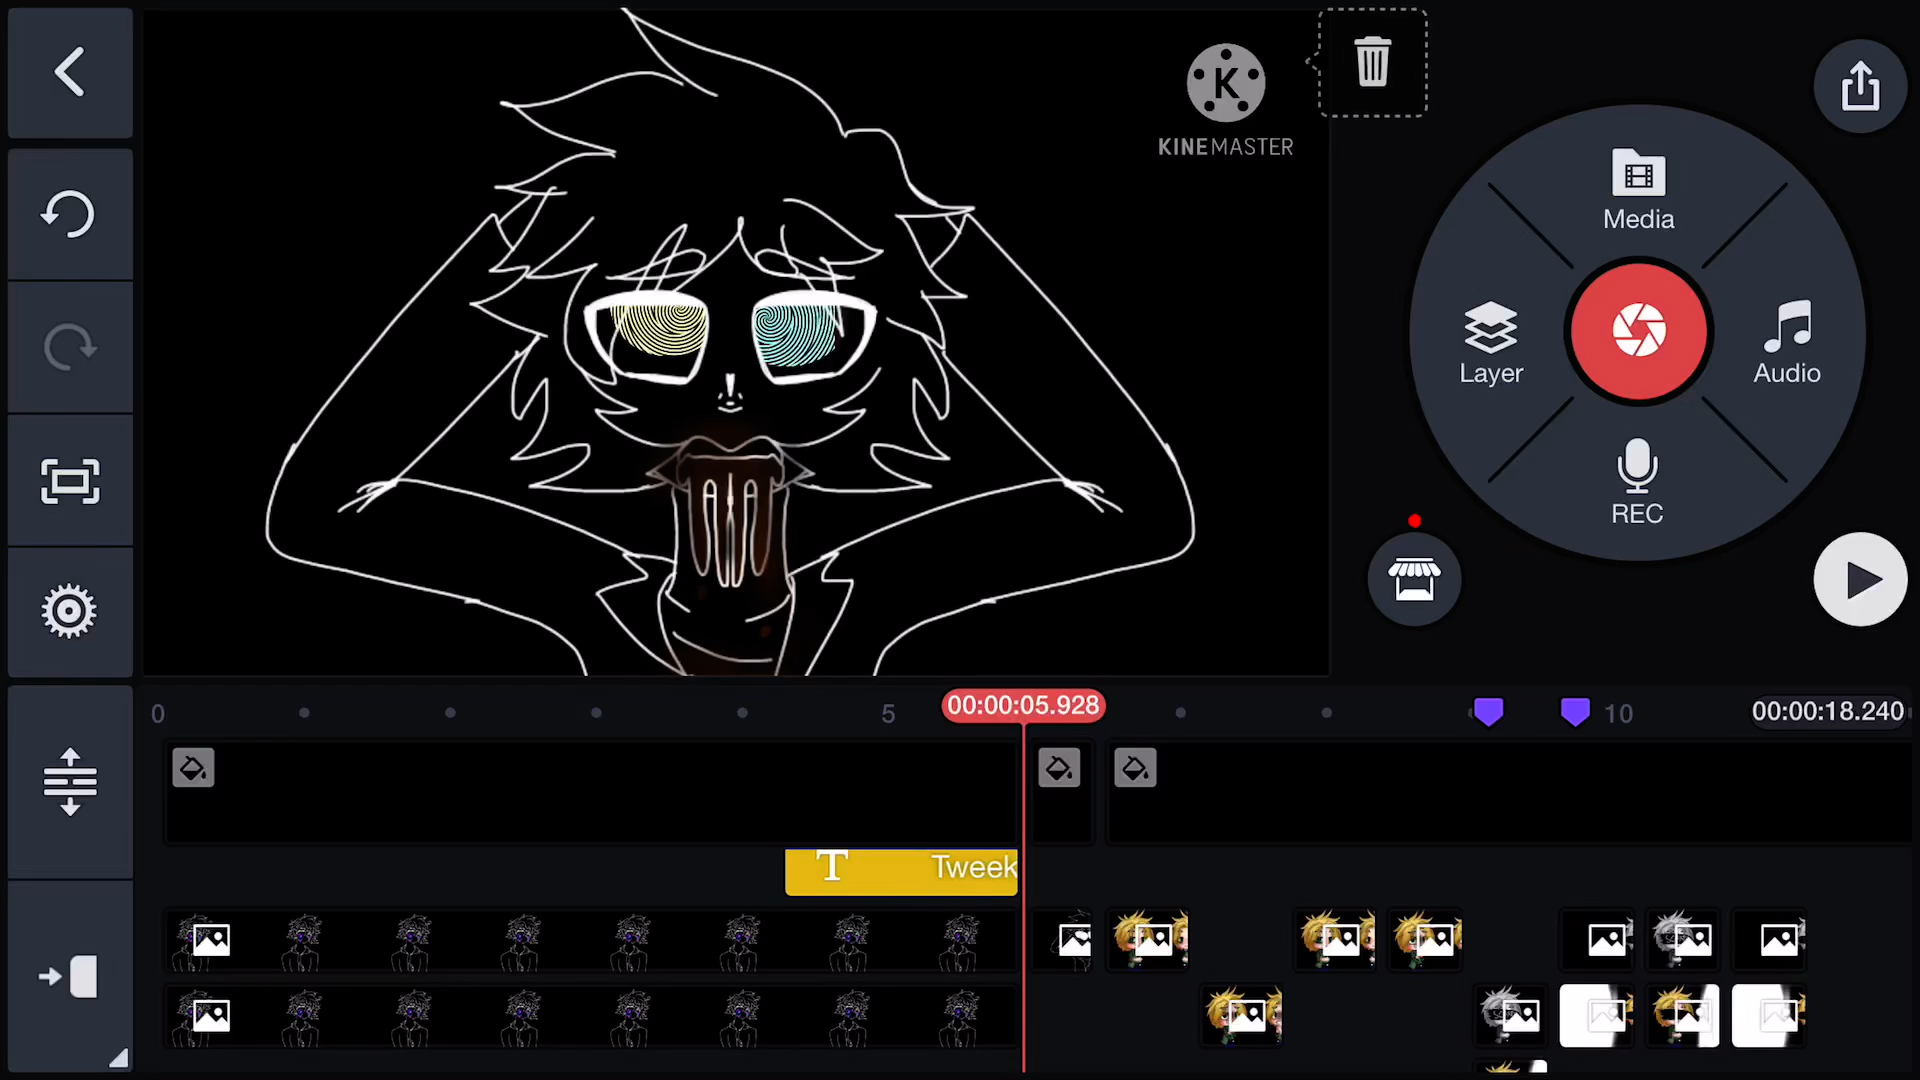 K
KINEMASTER
Media
Layer
Audio
REC
0
5
00:00:05.928
10
00:00:18.240
T Tweek